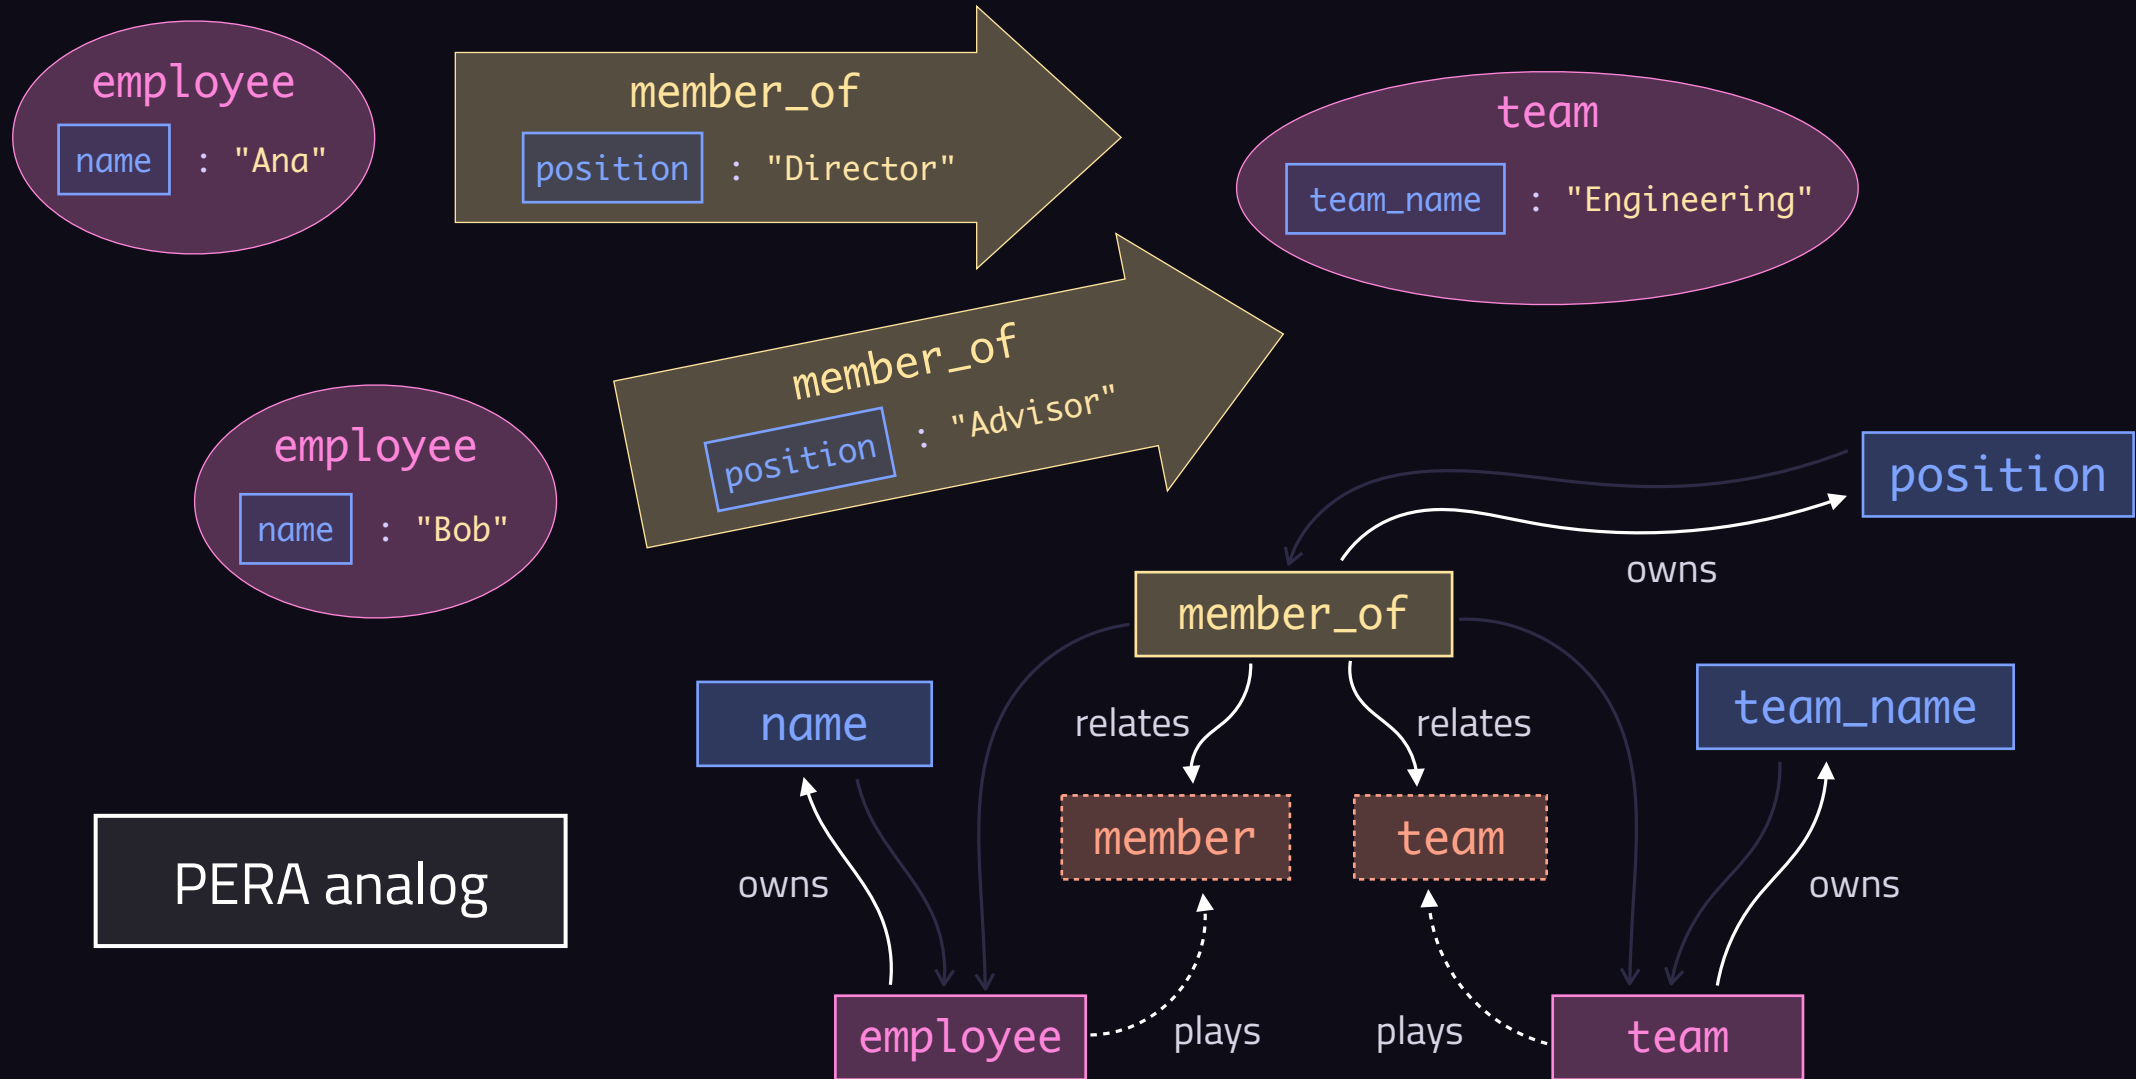 employee
name : "Ana"
member_of
position : "Director"
team
team_name : "Engineering"
member_of
position : "Advisor"
employee
name : "Bob"
position
owns
member_of
name
relates
relates
team_name
member
team
PERA analog
owns
owns
employee
plays
plays
team